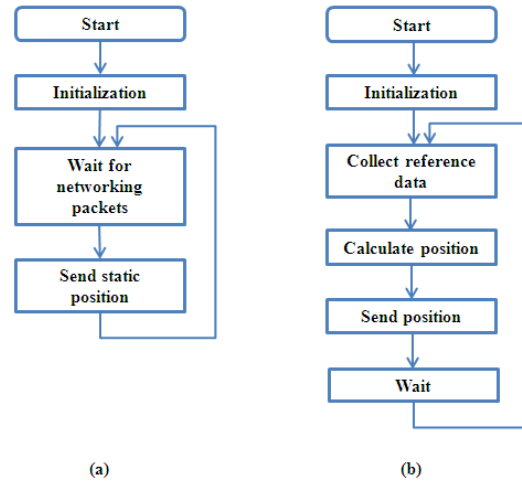 Start
Initialization
Wait for
networking
packets
Send static
position
(a)
Start
Initialization
Collect reference
data
Calculate position
Send position
Wait
(b)